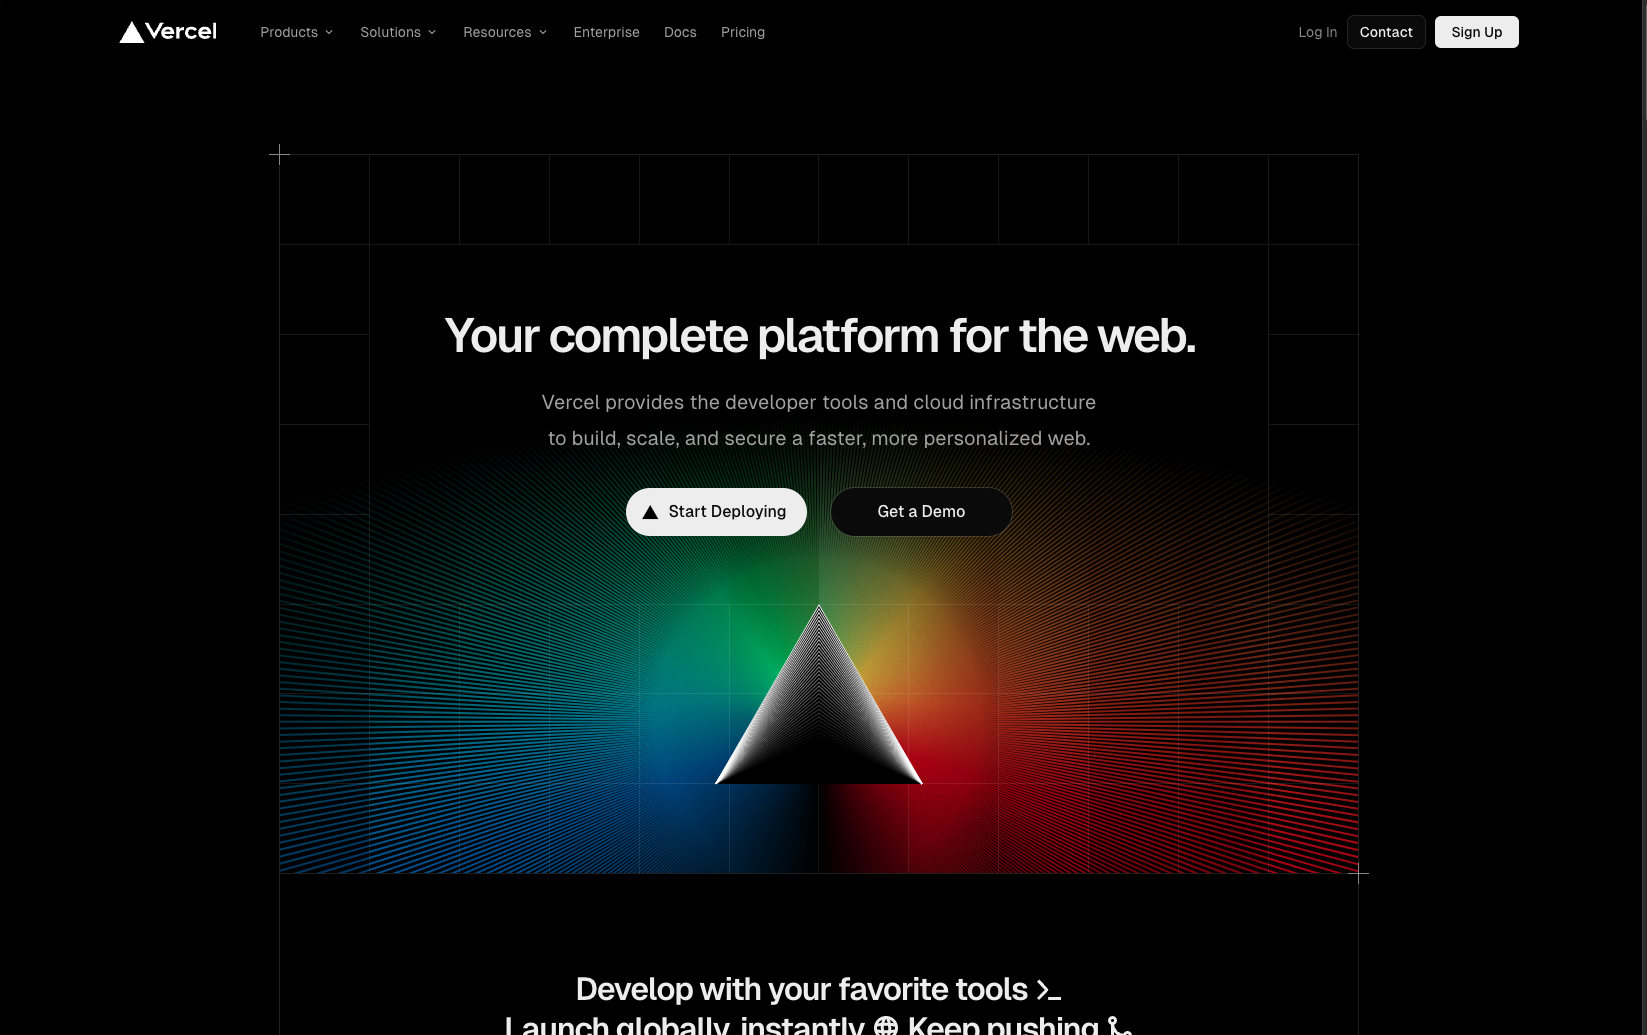 Vercel
Products
Solutions
Resources
Enterprise
Docs
Pricing
Log In
Contact
Sign Up
Your complete platform for the web.
Vercel provides the developer tools and cloud infrastructure
to build, scale, and secure a faster, more personalized web.
Start Deploying
Get a Demo
Develop with your favorite tools
Launch globally, instantly Keep pushing